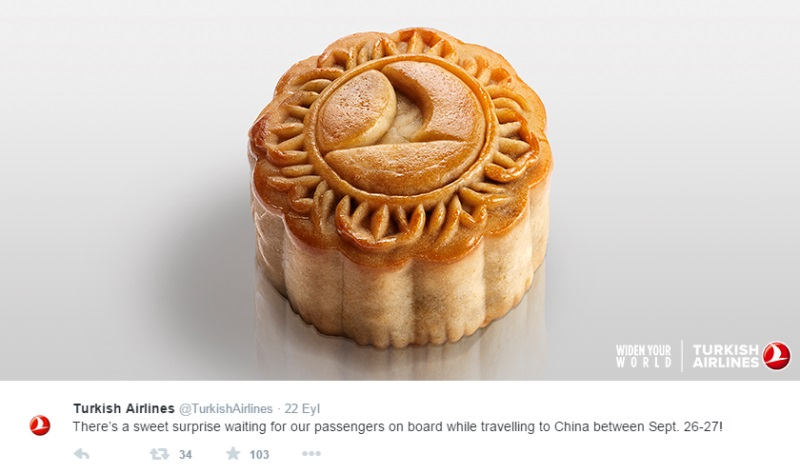 WIDEN YOUR
WORLD
TURKISH
AIRLINES
Turkish Airlines @TurkishAirlines · 22 Eyl
There's a sweet surprise waiting for our passengers on board while travelling to China between Sept. 26-27!
34
103